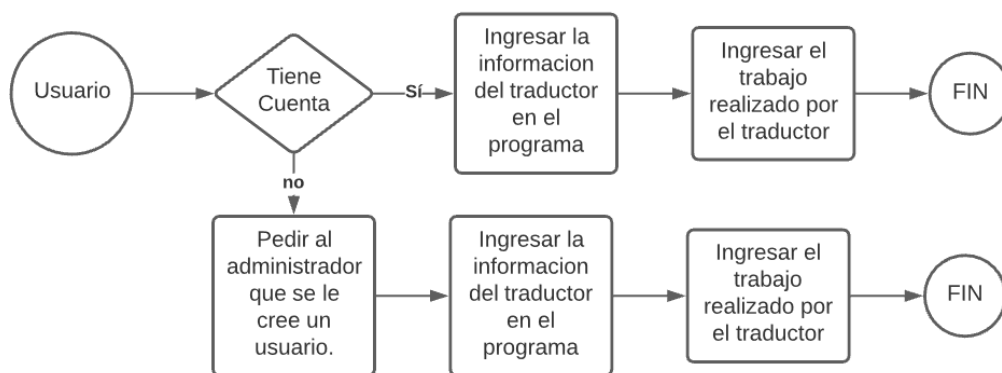 Usuario
Tiene
Cuenta
Sí
Ingresar la
informacion
del traductor
en el
programa
Ingresar el
trabajo
realizado por
el traductor
FIN
no
Pedir al
administrador
que se le
cree un
usuario.
Ingresar la
informacion
del traductor
en el
programa
Ingresar el
trabajo
realizado por
el traductor
FIN